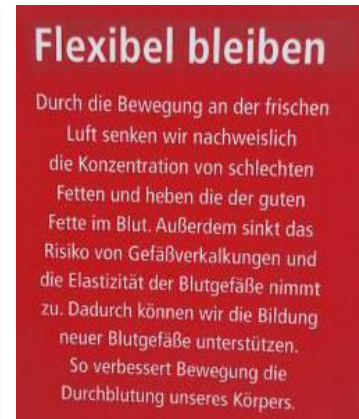 Flexibel bleiben
Durch die Bewegung an der frischen
Luft senken wir nachweislich
die Konzentration von schlechten
Fetten und heben die der guten
Fette im Blut. Außerdem sinkt das
Risiko von Gefäßverkalkungen und
die Elastizität der Blutgefäße nimmt
zu. Dadurch können wir die Bildung
neuer Blutgefäße unterstützen.
So verbessert Bewegung die
Durchblutung unseres Körpers.